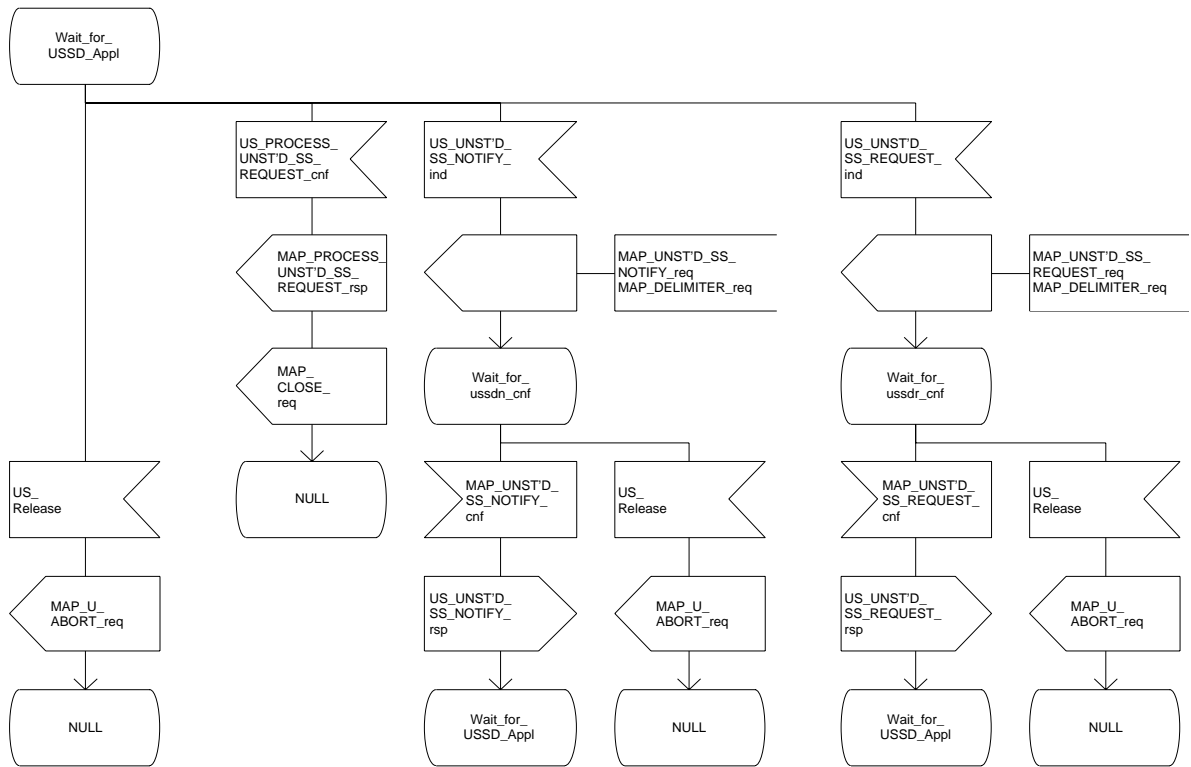 Wait_for_
USSD_Appl
US_PROCESS_
UNST'D_SS_
REQUEST_cnf
US_UNST'D_
SS_NOTIFY_
ind
US_UNST'D_
SS_REQUEST_
ind
MAP_PROCESS_
UNST'D_SS_
REQUEST_rsp
MAP_UNST'D_SS_
NOTIFY_req
MAP_DELIMITER_req
MAP_UNST'D_SS_
REQUEST_req
MAP_DELIMITER_req
MAP_
CLOSE_
req
Wait_for_
ussdn_cnf
Wait_for_
ussdr_cnf
US_
Release
NULL
MAP_UNST'D_
SS_NOTIFY_
cnf
US_
Release
MAP_UNST'D_
SS_REQUEST_
cnf
US_
Release
MAP_U_
ABORT_req
US_UNST'D_
SS_NOTIFY_
rsp
MAP_U_
ABORT_req
US_UNST'D_
SS_REQUEST_
rsp
MAP_U_
ABORT_req
NULL
Wait_for_
USSD_Appl
NULL
Wait_for_
USSD_Appl
NULL